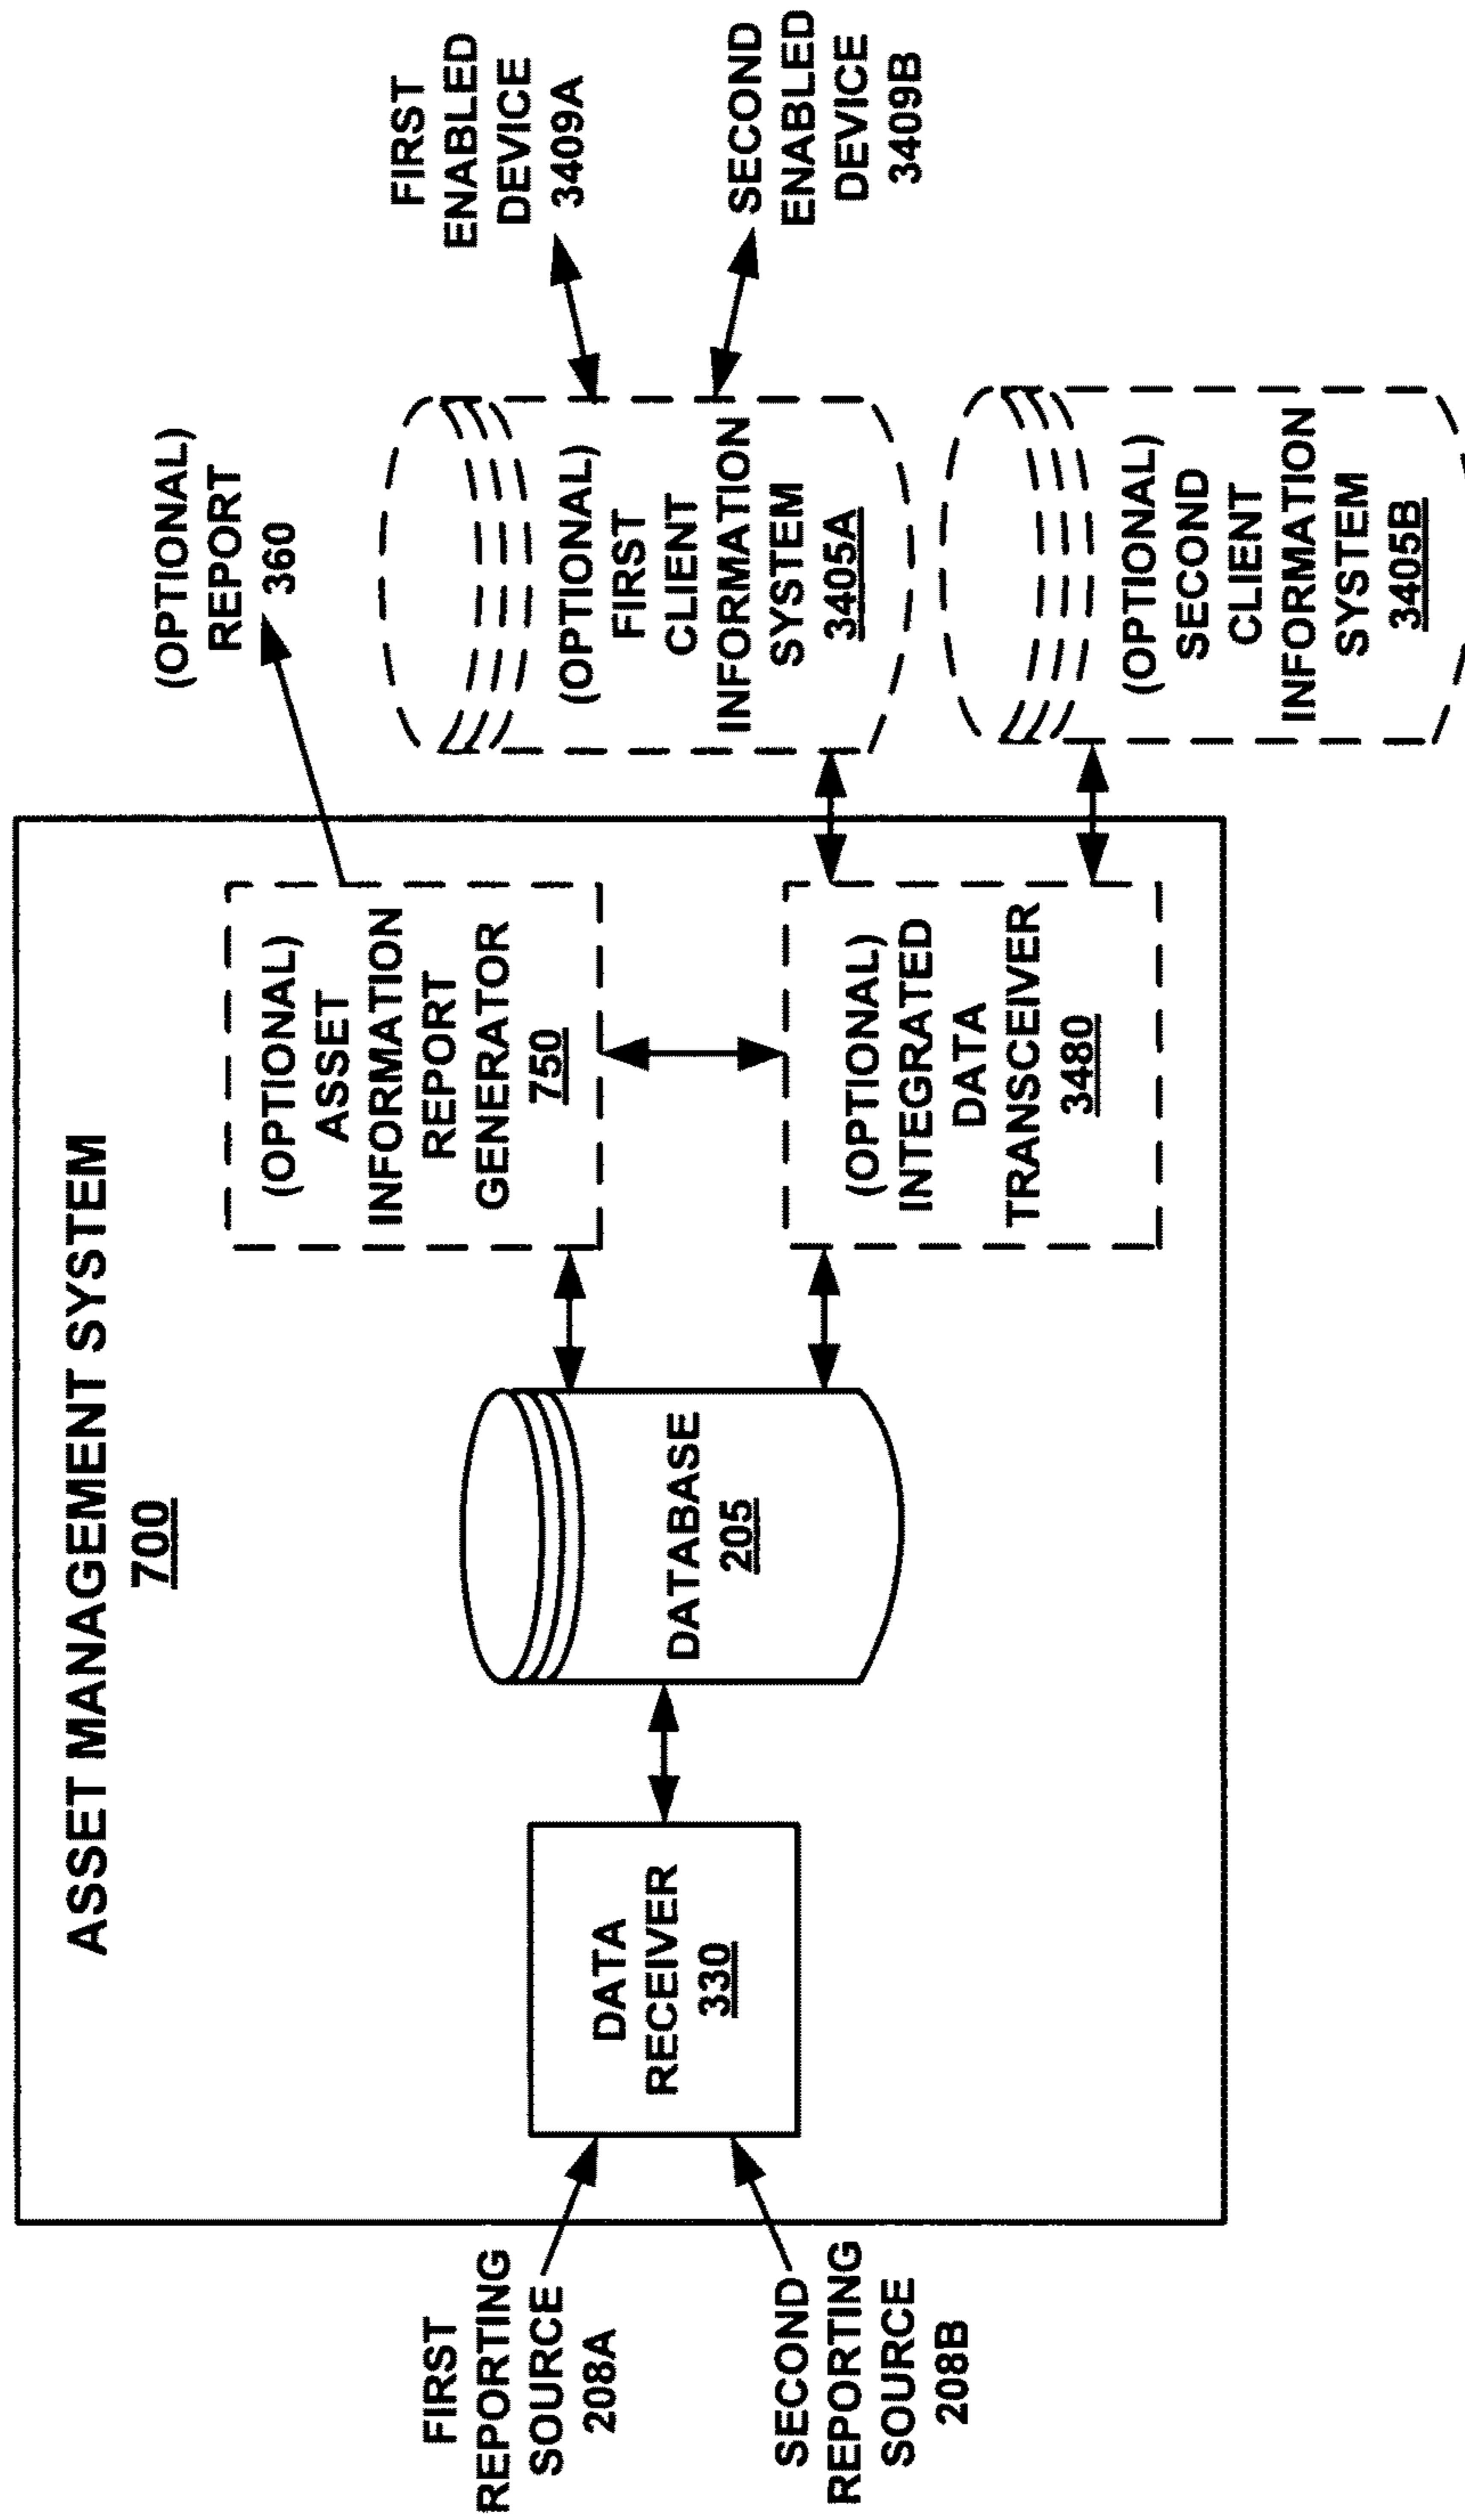 ASSET MANAGEMENT SYSTEM
700
FIRST
REPORTING
SOURCE
208A
SECOND
REPORTING
SOURCE
208B
DATA
RECEIVER
330
DATABASE
205
(OPTIONAL)
ASSET
INFORMATION
REPORT
GENERATOR
750
(OPTIONAL)
INTEGRATED
DATA
TRANSCEIVER
3480
(OPTIONAL)
REPORT
360
(OPTIONAL)
FIRST
CLIENT
INFORMATION
SYSTEM
3405A
(OPTIONAL)
SECOND
CLIENT
INFORMATION
SYSTEM
3405B
FIRST
ENABLED
DEVICE
3409A
SECOND
ENABLED
DEVICE
3409B